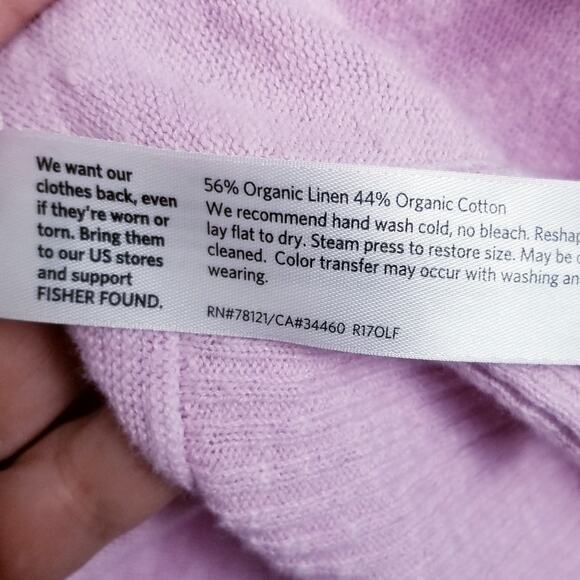 We want our
clothes back, even
if they're worn or
torn. Bring them
to our US stores
and support
FISHER FOUND.
56% Organic Linen 44% Organic Cotton
We recommend hand wash cold, no bleach. Reshap
lay flat to dry. Steam press to restore size. May be
cleaned. Color transfer may occur with washing an
wearing.
RN#78121/CA#34460 R17OLF